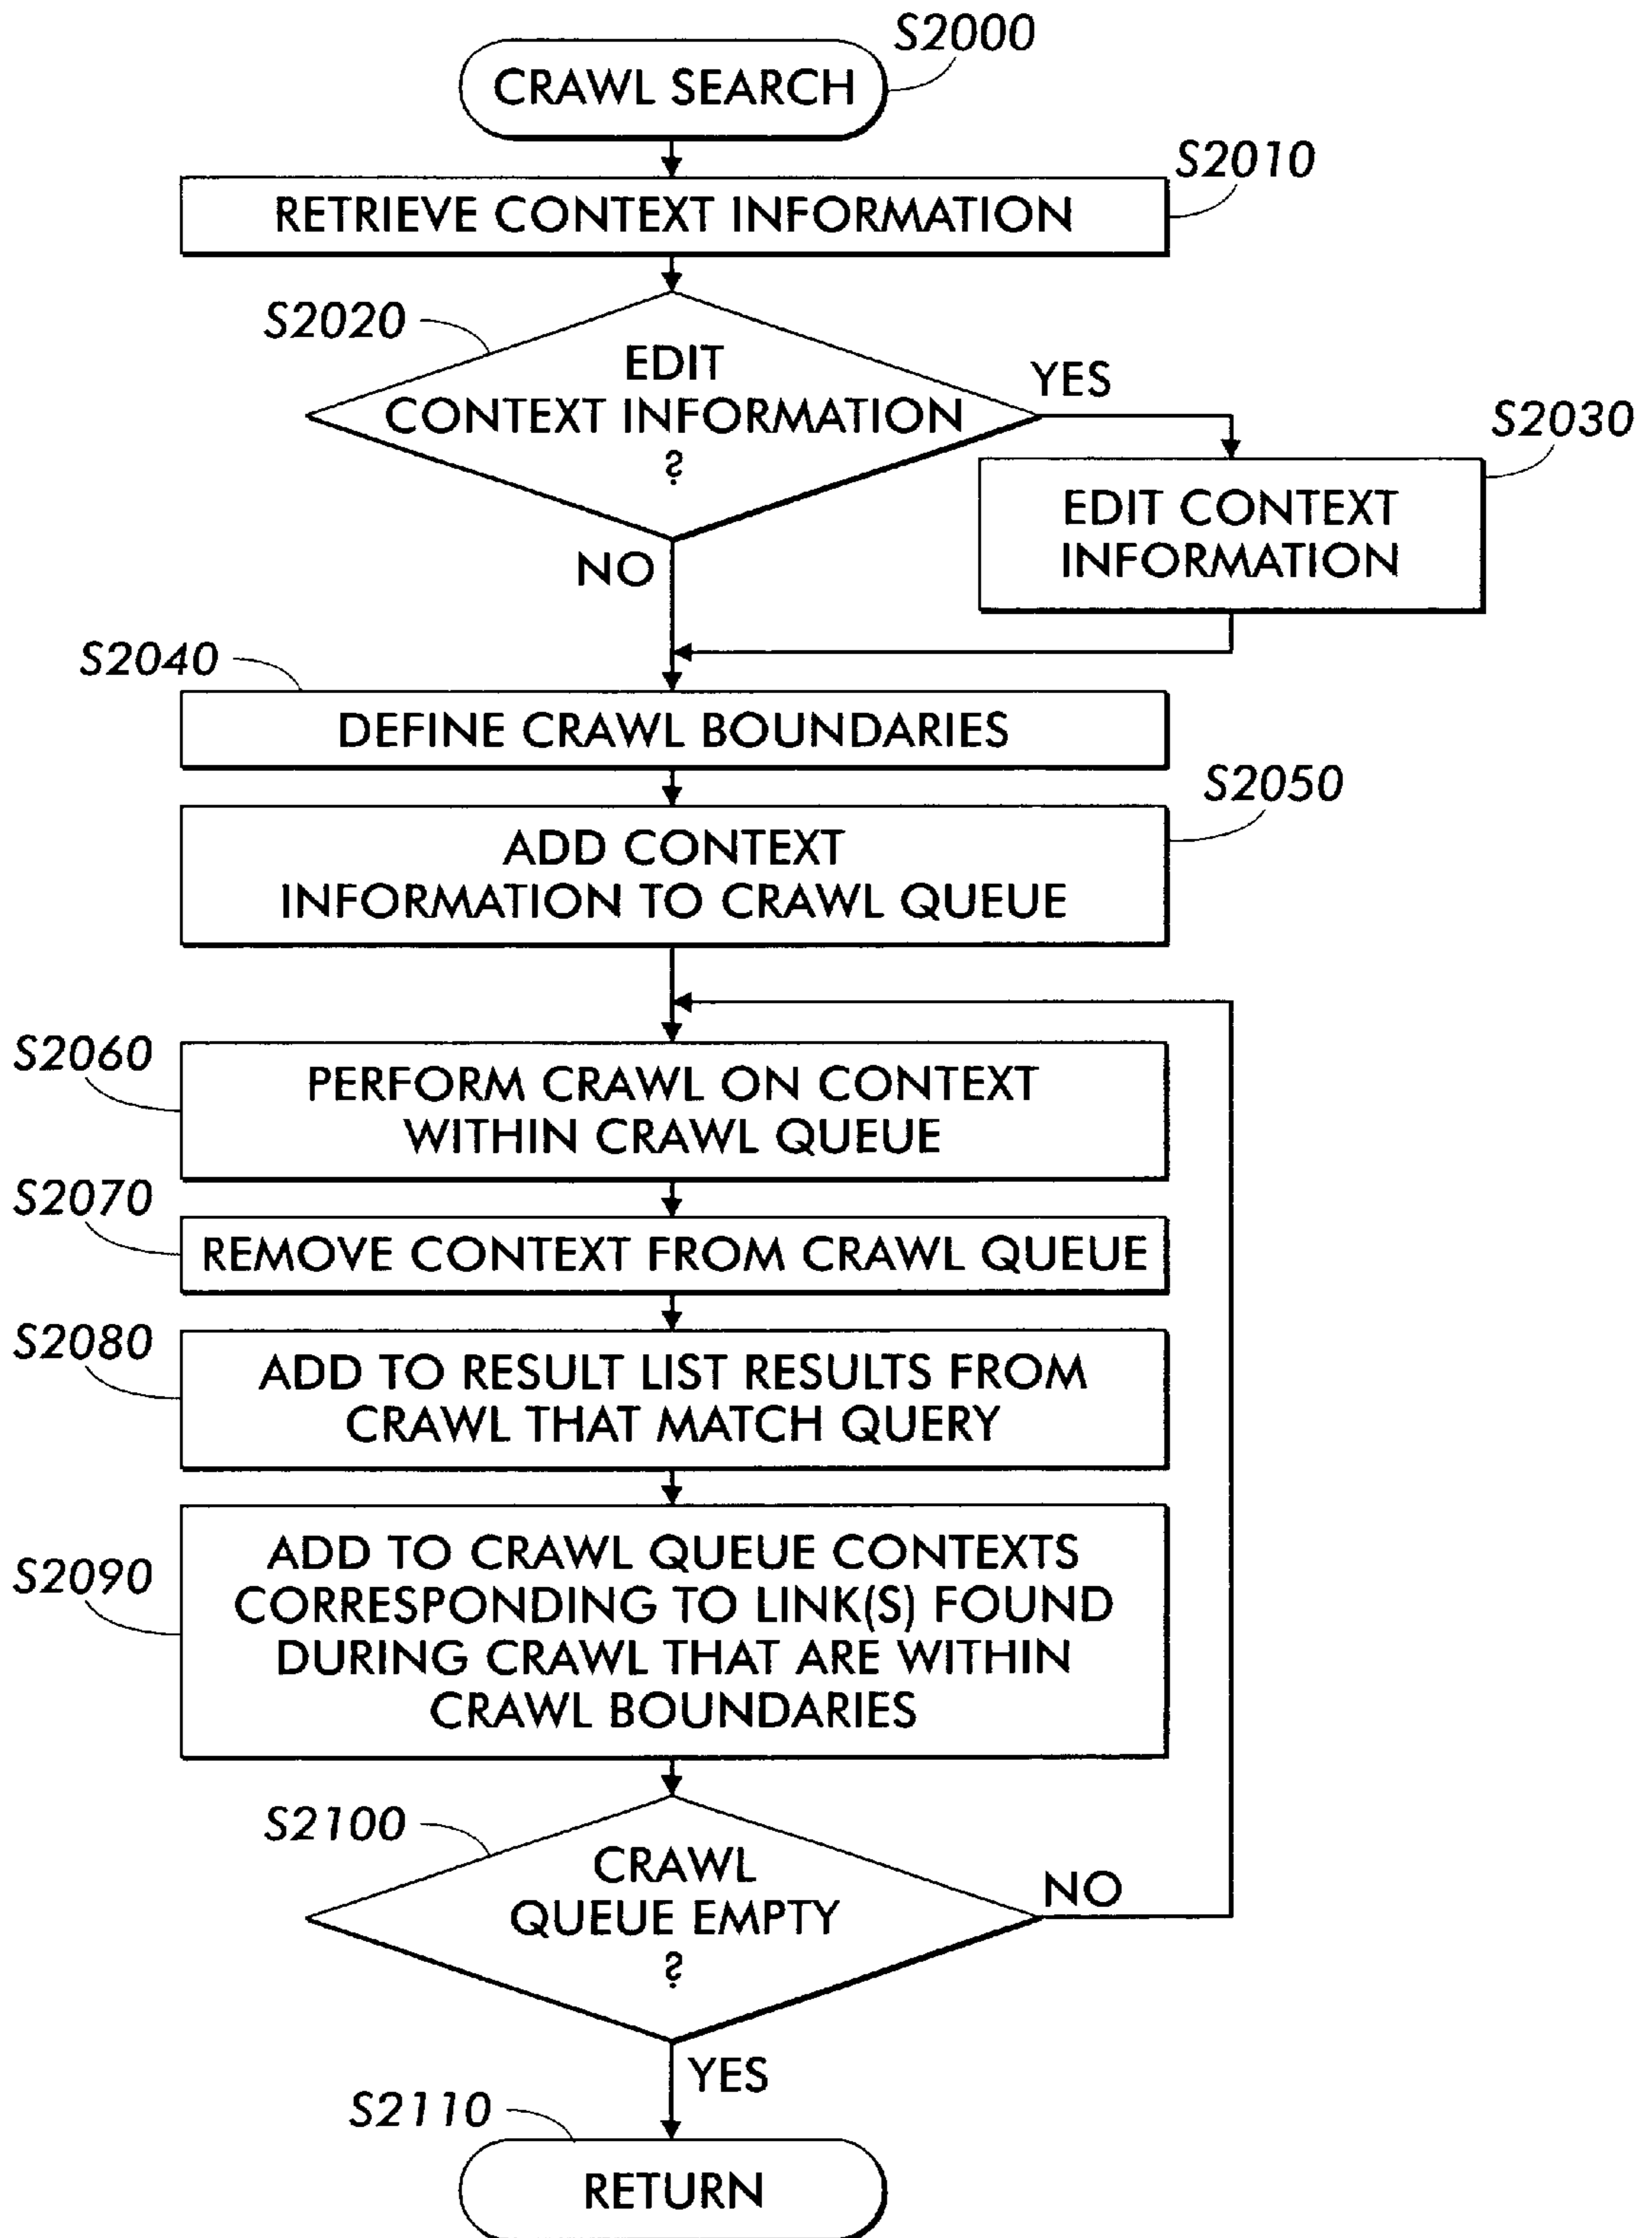 S2000
CRAWL SEARCH
S2010
RETRIEVE CONTEXT INFORMATION
S2020
EDIT
CONTEXT INFORMATION
?
YES
S2030
EDIT CONTEXT
INFORMATION
NO
S2040
DEFINE CRAWL BOUNDARIES
S2050
ADD CONTEXT
INFORMATION TO CRAWL QUEUE
S2060
PERFORM CRAWL ON CONTEXT
WITHIN CRAWL QUEUE
S2070
REMOVE CONTEXT FROM CRAWL QUEUE
S2080
ADD TO RESULT LIST RESULTS FROM
CRAWL THAT MATCH QUERY
S2090
ADD TO CRAWL QUEUE CONTEXTS
CORRESPONDING TO LINK(S) FOUND
DURING CRAWL THAT ARE WITHIN
CRAWL BOUNDARIES
S2100
CRAWL
QUEUE EMPTY
?
NO
YES
S2110
RETURN